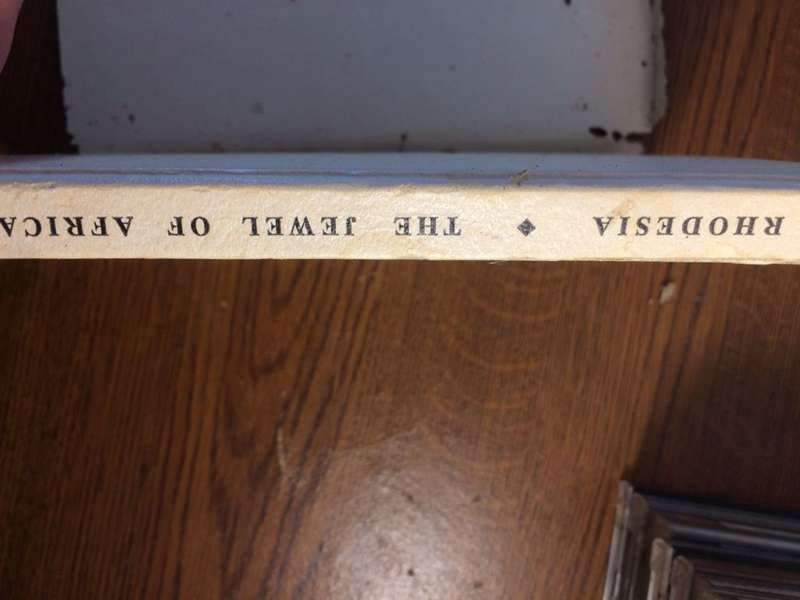 RHODESIA ◆ THE JEWEL OF AFRICA